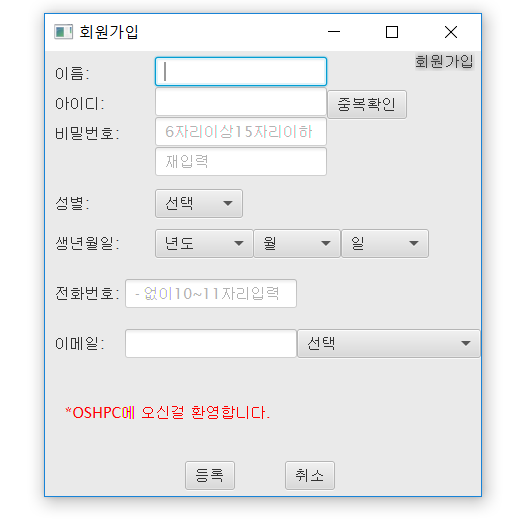 회원가입
회원가입
이름:
아이디: 중복확인
비밀번호: 6자리이상15자리이하
재입력
성별: 선택
생년월일: 년도 월 일
전화번호: - 없이10~11자리입력
이메일: 선택
*OSHPC에 오신걸 환영합니다.
등록 취소